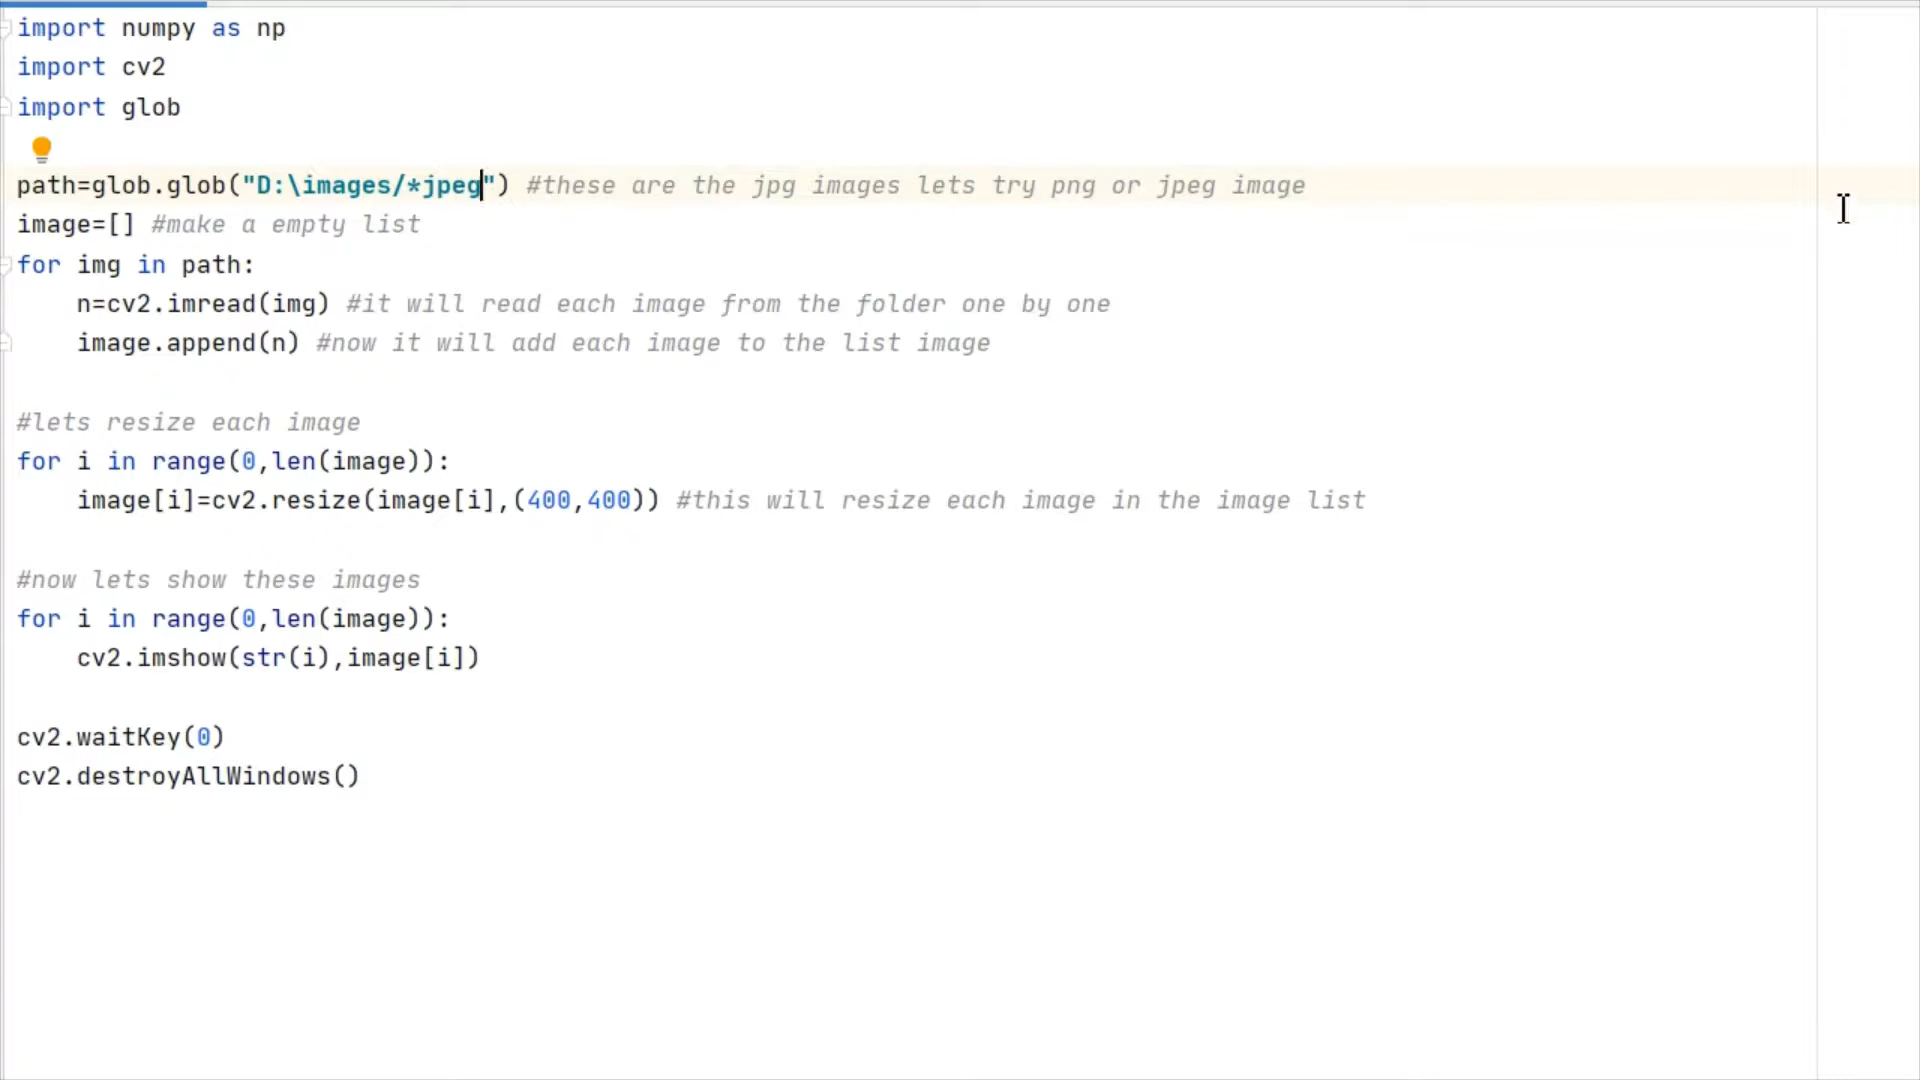 import numpy as np
import cv2
import glob
path=glob.glob("D:\images/*jpeg") #these are the jpg images lets try png or jpeg image
image=[] #make a empty list
for img in path:
    n=cv2.imread(img) #it will read each image from the folder one by one
    image.append(n) #now it will add each image to the list image
#lets resize each image
for i in range(0,len(image)):
    image[i]=cv2.resize(image[i],(400,400)) #this will resize each image in the image list
#now lets show these images
for i in range(0,len(image)):
    cv2.imshow(str(i),image[i])
cv2.waitKey(0)
cv2.destroyAllWindows()